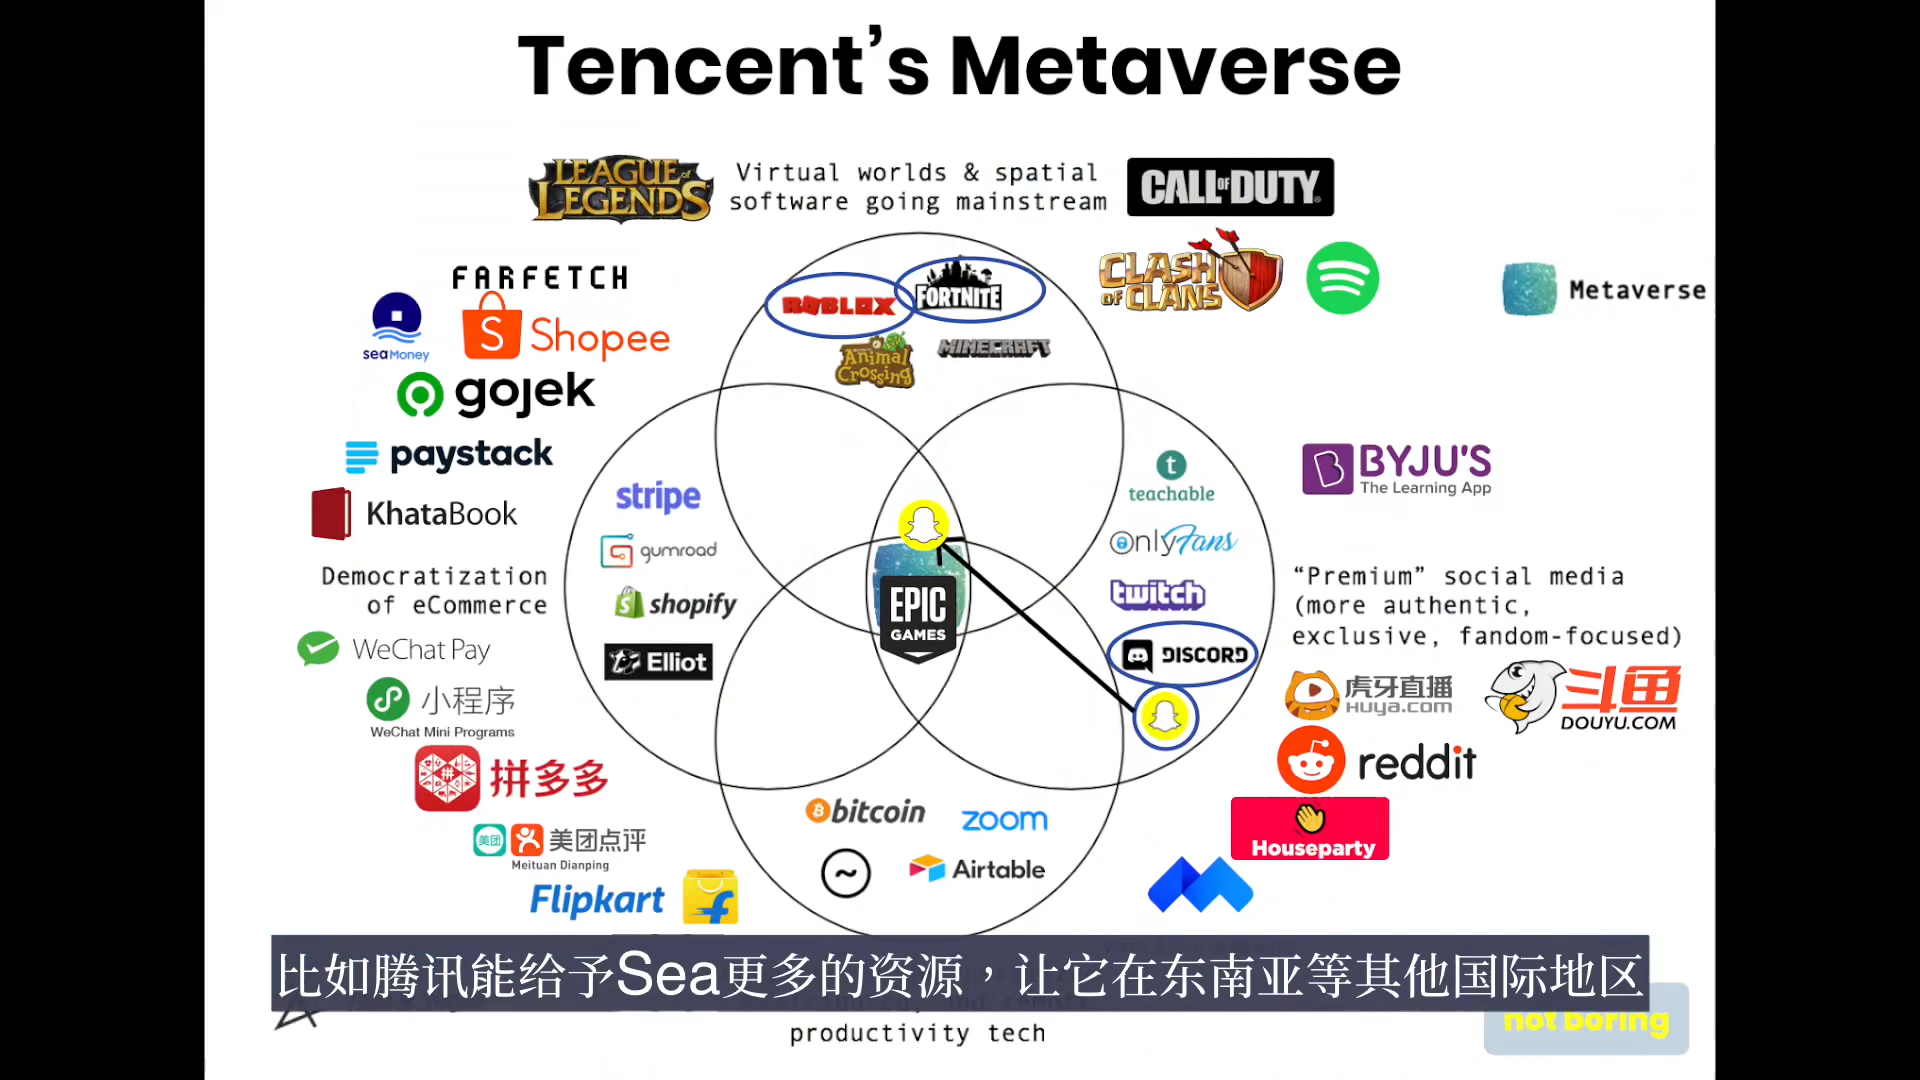 Tencent's Metaverse
LEAGUE of LEGENDS
Virtual worlds & spatial
software going mainstream
CALL OF DUTY
FARFETCH
CLASH OF CLANS
Metaverse
ROBLOX
FORTNITE
sea Money
Shopee
Animal Crossing
MINECRAFT
gojek
paystack
BYJU'S
The Learning App
teachable
stripe
KhataBook
OnlyFans
gumroad
Democratization
of eCommerce
"Premium" social media
(more authentic,
exclusive, fandom-focused)
twitch
shopify
EPIC
GAMES
WeChat Pay
Elliot
DISCORD
小程序
WeChat Mini Programs
虎牙直播
HUYA.COM
斗鱼
DOUYU.COM
拼多多
reddit
bitcoin
zoom
Houseparty
美团
美团点评
Meituan Dianping
Airtable
Flipkart
比如腾讯能给予Sea更多的资源，让它在东南亚等其他国际地区
not boring
productivity tech